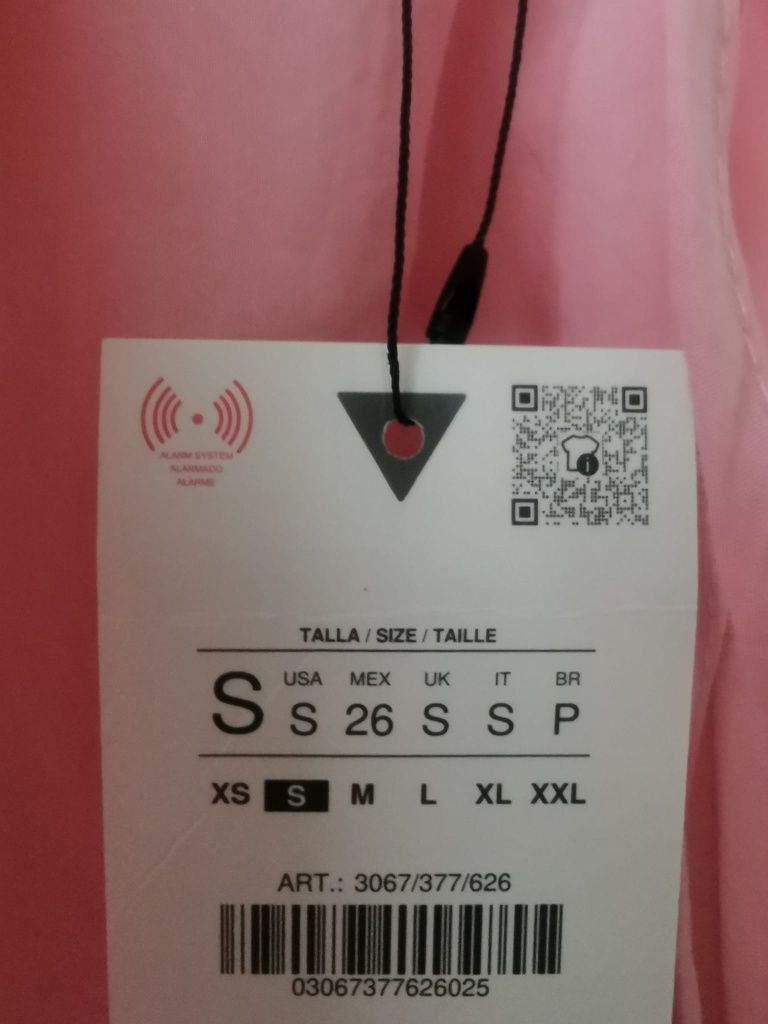 ALARM SYSTEM
ALARMADO
ALARME
i
TALLA / SIZE / TAILLE
USA MEX UK IT BR
S S 26 S S P
XS S M L XL XXL
ART.: 3067/377/626
03067377626025